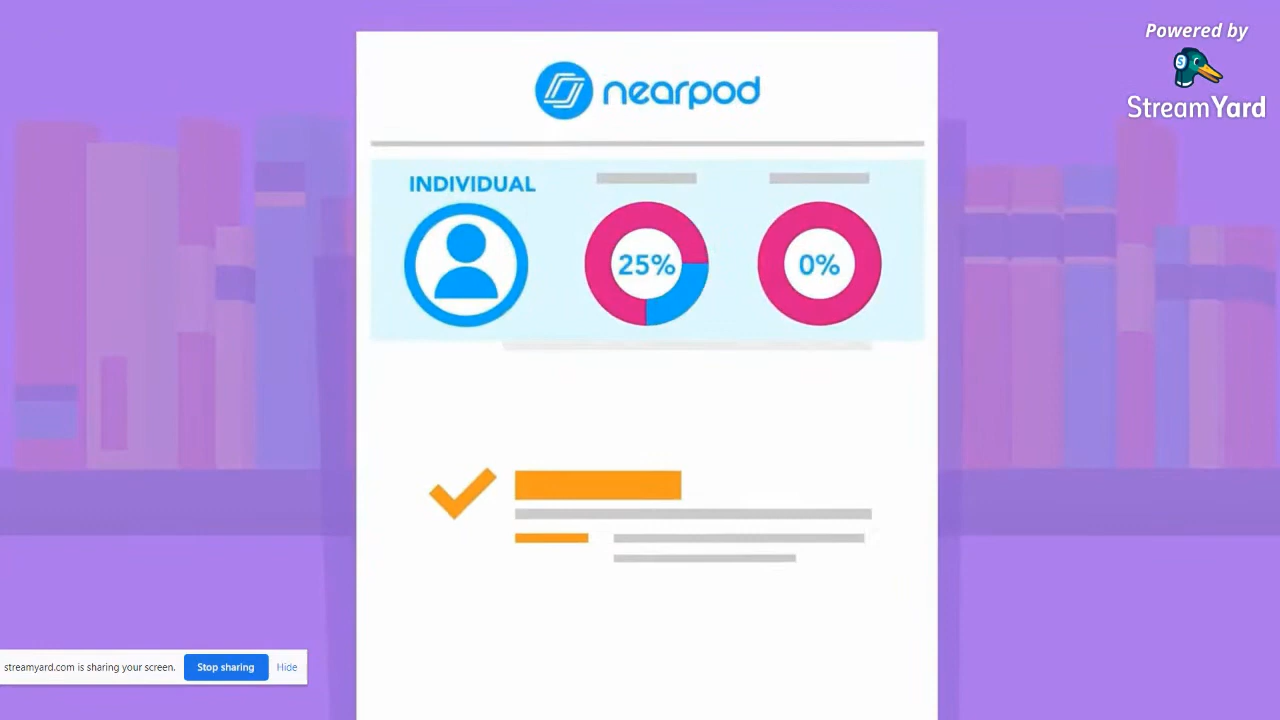 Powered by
StreamYard
nearpod
INDIVIDUAL
25%
0%
streamyard.com is sharing your screen.
Stop sharing
Hide